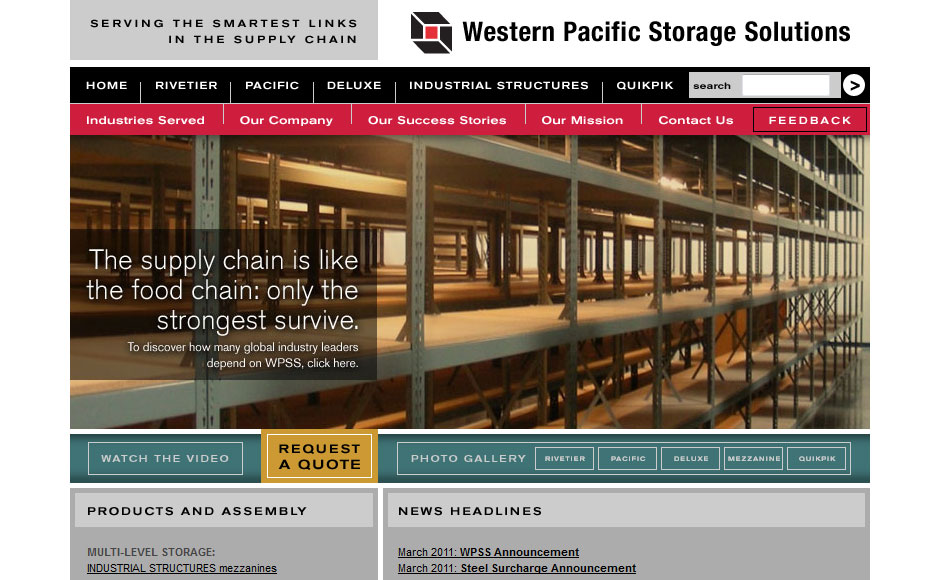 SERVING THE SMARTEST LINKS
IN THE SUPPLY CHAIN
Western Pacific Storage Solutions
HOME RIVETIER PACIFIC DELUXE INDUSTRIAL STRUCTURES QUIKPIK search >
Industries Served Our Company Our Success Stories Our Mission Contact Us FEEDBACK
The supply chain is like
the food chain: only the
strongest survive.
To discover how many global industry leaders
depend on WPSS, click here.
WATCH THE VIDEO
REQUEST
A QUOTE
PHOTO GALLERY RIVETIER PACIFIC DELUXE MEZZANINE QUIKPIK
PRODUCTS AND ASSEMBLY
MULTI-LEVEL STORAGE:
INDUSTRIAL STRUCTURES mezzanines
NEWS HEADLINES
March 2011: WPSS Announcement
March 2011: Steel Surcharge Announcement